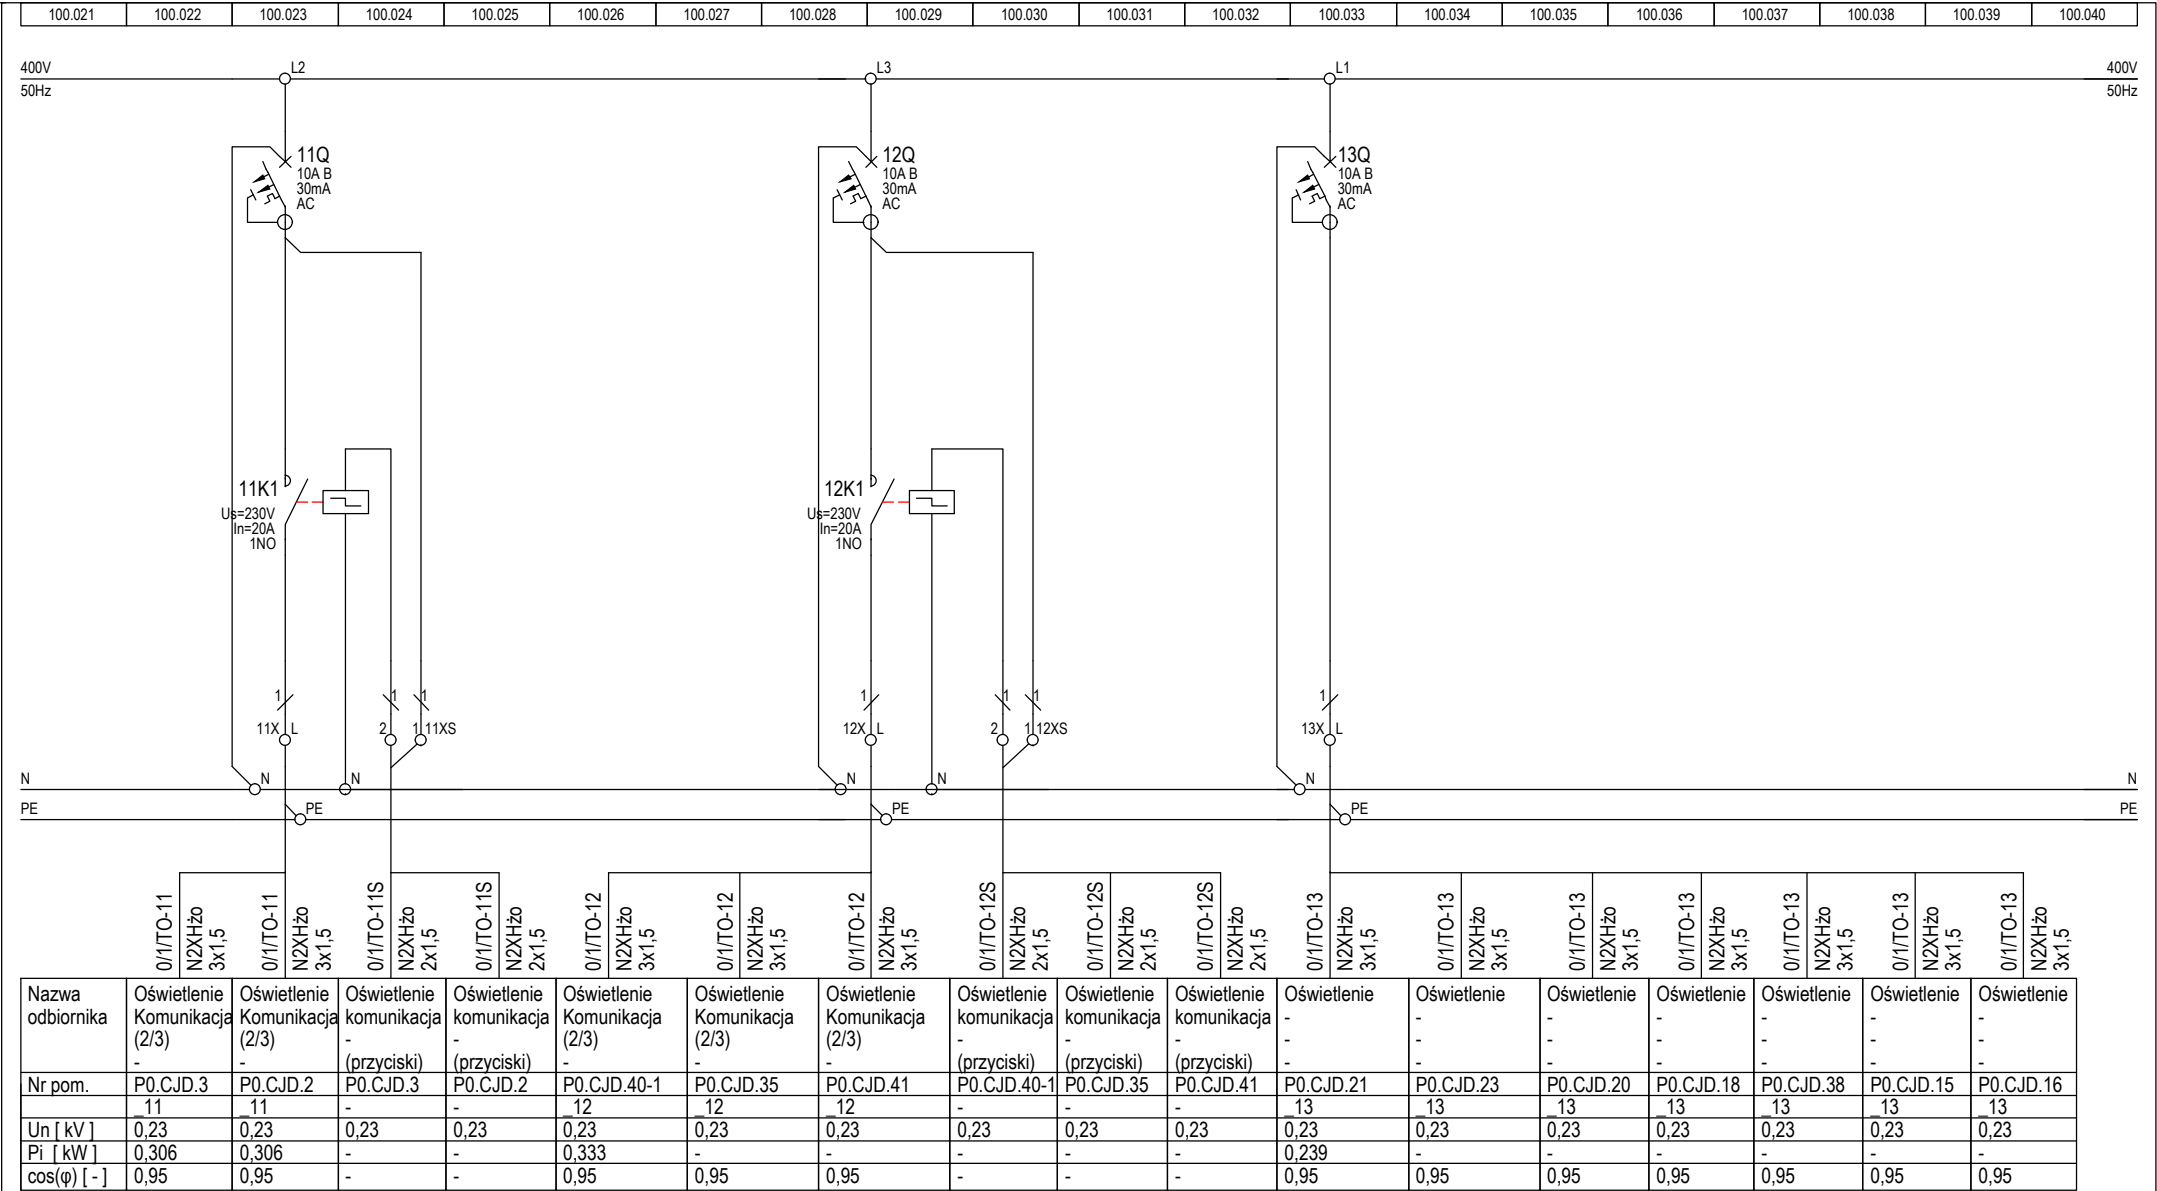 100.021 100.022 100.023 100.024 100.025 100.026 100.027 100.028 100.029 100.030 100.031 100.032 100.033 100.034 100.035 100.036 100.037 100.038 100.039 100.040
400V L2 L3 L1 400V
50Hz 50Hz
11Q 12Q 13Q
10A B 10A B 10A B
30mA 30mA 30mA
AC AC AC
11K1 12K1
Us=230V Us=230V
In=20A In=20A
1NO 1NO
1 1 1 1 1 1 1
11X L 2 1 11XS 12X L 2 1 12XS 13X L
N N N N N N N
PE PE PE PE PE
0/1/TO-11 N2XHżo 3x1,5
0/1/TO-11 N2XHżo 3x1,5
0/1/TO-11S N2XHżo 2x1,5
0/1/TO-11S N2XHżo 2x1,5
0/1/TO-12 N2XHżo 3x1,5
0/1/TO-12 N2XHżo 3x1,5
0/1/TO-12 N2XHżo 3x1,5
0/1/TO-12S N2XHżo 2x1,5
0/1/TO-12S N2XHżo 2x1,5
0/1/TO-12S N2XHżo 2x1,5
0/1/TO-13 N2XHżo 3x1,5
0/1/TO-13 N2XHżo 3x1,5
0/1/TO-13 N2XHżo 3x1,5
0/1/TO-13 N2XHżo 3x1,5
0/1/TO-13 N2XHżo 3x1,5
0/1/TO-13 N2XHżo 3x1,5
0/1/TO-13 N2XHżo 3x1,5
Nazwa Oświetlenie Oświetlenie Oświetlenie Oświetlenie Oświetlenie Oświetlenie Oświetlenie Oświetlenie Oświetlenie Oświetlenie Oświetlenie Oświetlenie Oświetlenie Oświetlenie Oświetlenie Oświetlenie Oświetlenie
odbiornika Komunikacja Komunikacja komunikacja komunikacja Komunikacja Komunikacja Komunikacja komunikacja komunikacja komunikacja - - - - - - -
(2/3) (2/3) - - (2/3) (2/3) (2/3) - - - - - - - - - -
- - (przyciski) (przyciski) - - - (przyciski) (przyciski) (przyciski) - - - - - - -
Nr pom. P0.CJD.3 P0.CJD.2 P0.CJD.3 P0.CJD.2 P0.CJD.40-1 P0.CJD.35 P0.CJD.41 P0.CJD.40-1 P0.CJD.35 P0.CJD.41 P0.CJD.21 P0.CJD.23 P0.CJD.20 P0.CJD.18 P0.CJD.38 P0.CJD.15 P0.CJD.16
_11 _11 - - _12 _12 _12 - - - _13 _13 _13 _13 _13 _13 _13
Un [ kV ] 0,23 0,23 0,23 0,23 0,23 0,23 0,23 0,23 0,23 0,23 0,23 0,23 0,23 0,23 0,23 0,23 0,23
Pi [ kW ] 0,306 0,306 - - 0,333 - - - - - 0,239 - - - - - -
cos(φ) [ - ] 0,95 0,95 - - 0,95 0,95 0,95 - - - 0,95 0,95 0,95 0,95 0,95 0,95 0,95